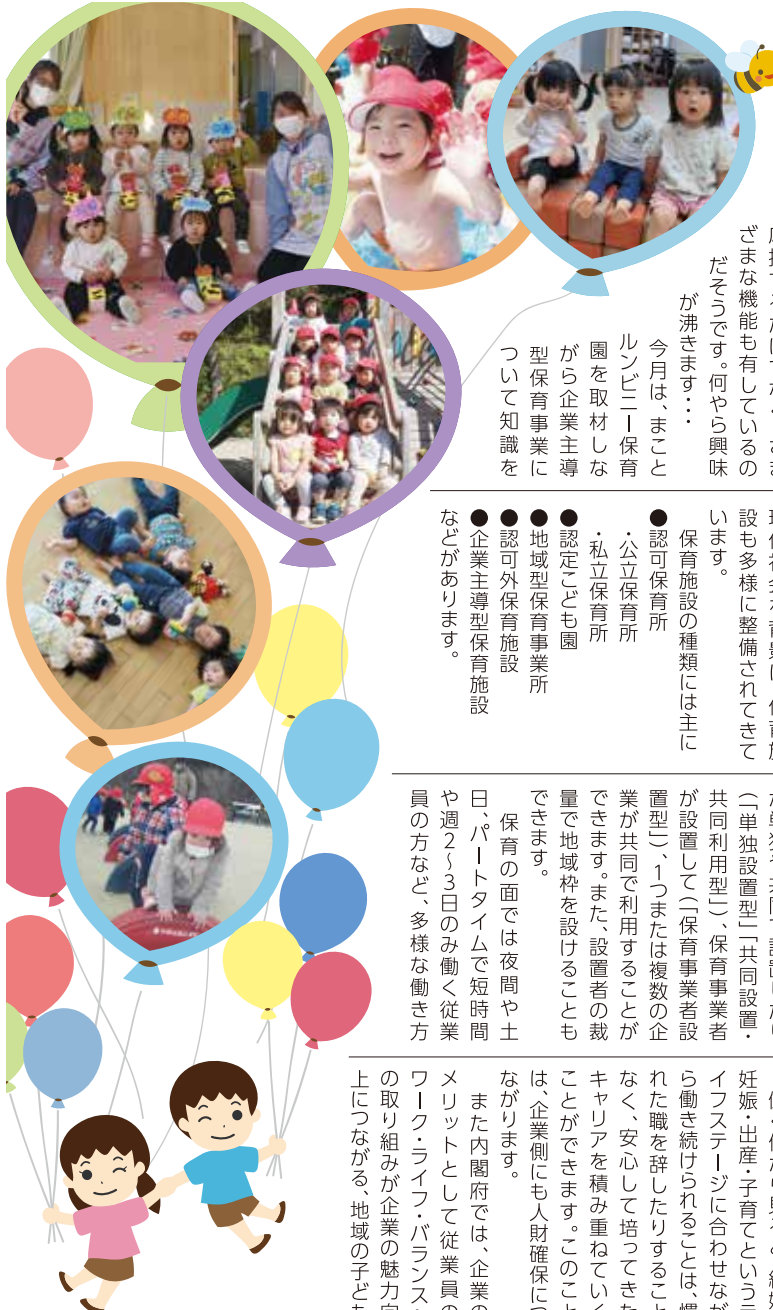 ざまな機能も有しているの
だそうです。何やら興味
が沸きます・・・
今月は、まこと
ルンビニー保育
園を取材しな
がら企業主導
型保育事業に
ついて知識を
設も多様に整備されてきて
います。
保育施設の種類には主に
●認可保育所
・公立保育所
・私立保育所
●認定こども園
●地域型保育事業所
●認可外保育施設
●企業主導型保育施設
などがあります。
(「単独設置型」「共同設置・
共同利用型」)、保育事業者
が設置して(「保育事業者設
置型」)、1つまたは複数の企
業が共同で利用することが
できます。また、設置者の裁
量で地域枠を設けることも
できます。
保育の面では夜間や土
日、パートタイムで短時間
や週2~3日のみ働く従業
員の方など、多様な働き方
妊娠・出産・子育てというラ
イフステージに合わせなが
ら働き続けられることは、慣
れた職を辞したりすること
なく、安心して培ってきた
キャリアを積み重ねてい
ことができます。このこと
は、企業側にも人財確保につ
ながります。
また内閣府では、企業の
メリットとして従業員の
ワーク・ライフ・バランス
の取り組みが企業の魅力向
上につながる、地域の子ども